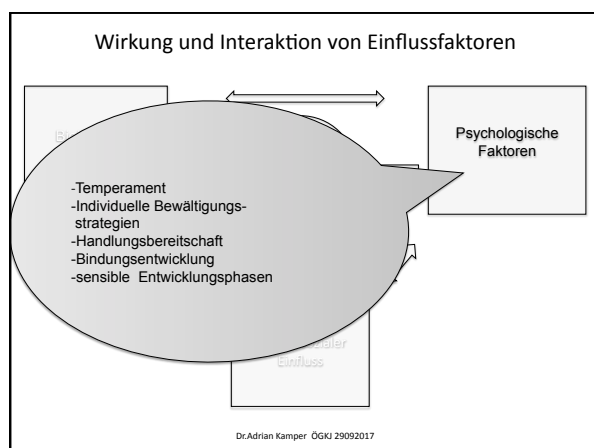 Wirkung und Interaktion von Einflussfaktoren
Psychologische
Faktoren
-Temperament
-Individuelle Bewältigungs-
strategien
-Handlungsbereitschaft
-Bindungsentwicklung
-sensible Entwicklungsphasen
Einfluss
Dr.Adrian Kamper ÖGKJ 29092017